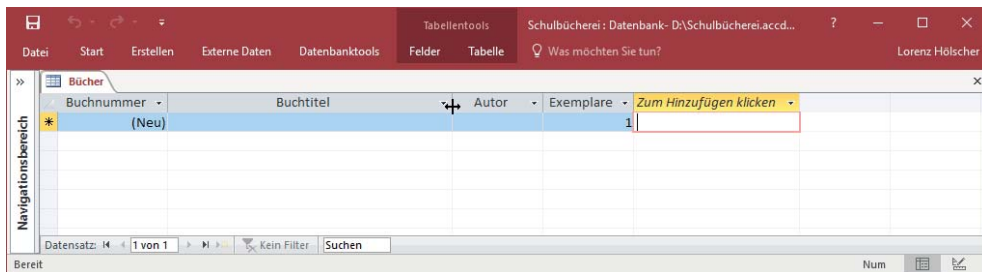 Tabellentools
Schulbücherei : Datenbank- D:\Schulbücherei.accd...
?
Datei Start Erstellen Externe Daten Datenbanktools Felder Tabelle Was möchten Sie tun? Lorenz Hölscher
» Bücher
Buchnummer Buchtitel Autor Exemplare Zum Hinzufügen klicken
* (Neu) 1
Navigationsbereich
Datensatz: 1 von 1 Kein Filter Suchen
Bereit Num